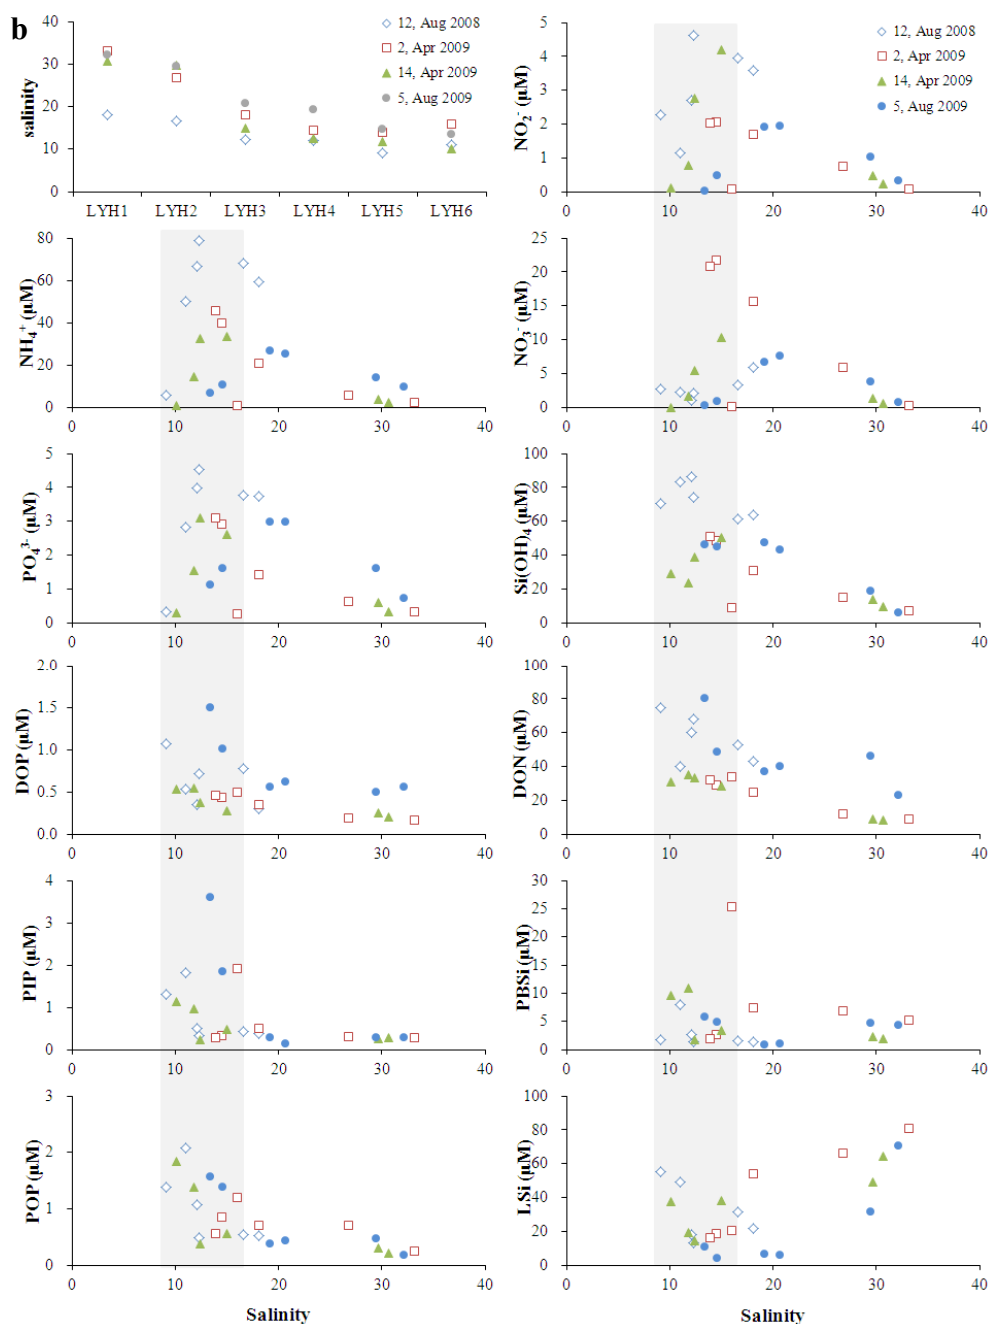 b
40
30
20
10
0
salinity
12, Aug 2008
2, Apr 2009
14, Apr 2009
5, Aug 2009
LYH1 LYH2 LYH3 LYH4 LYH5 LYH6
5
4
3
2
1
0
NO₂⁻ (μM)
12, Aug 2008
2, Apr 2009
14, Apr 2009
5, Aug 2009
0 10 20 30 40
80
60
40
20
0
NH₄⁺ (μM)
0 10 20 30 40
25
20
15
10
5
0
NO₃⁻ (μM)
0 10 20 30 40
5
4
3
2
1
0
PO₄³⁻ (μM)
0 10 20 30 40
100
80
60
40
20
0
Si(OH)₄ (μM)
0 10 20 30 40
2.0
1.5
1.0
0.5
0.0
DOP (μM)
0 10 20 30 40
100
80
60
40
20
0
DON (μM)
0 10 20 30 40
4
3
2
1
0
PIP (μM)
0 10 20 30 40
30
25
20
15
10
5
0
PBSi (μM)
0 10 20 30 40
3
2
1
0
POP (μM)
0 10 20 30 40
Salinity
100
80
60
40
20
0
LSi (μM)
0 10 20 30 40
Salinity